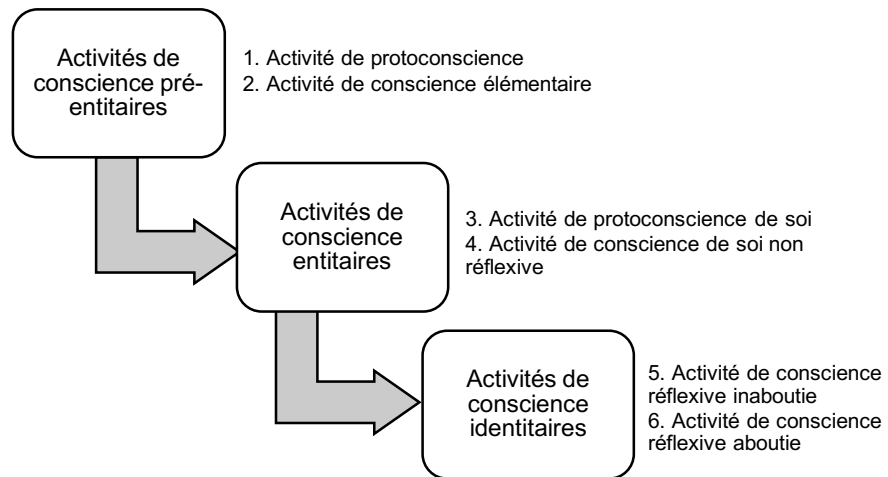 Activités de
conscience pré-
entitaires
1. Activité de protoconscience
2. Activité de conscience élémentaire
Activités de
conscience
entitaires
3. Activité de protoconscience de soi
4. Activité de conscience de soi non
réflexive
Activités de
conscience
identitaires
5. Activité de conscience
réflexive inaboutie
6. Activité de conscience
réflexive aboutie